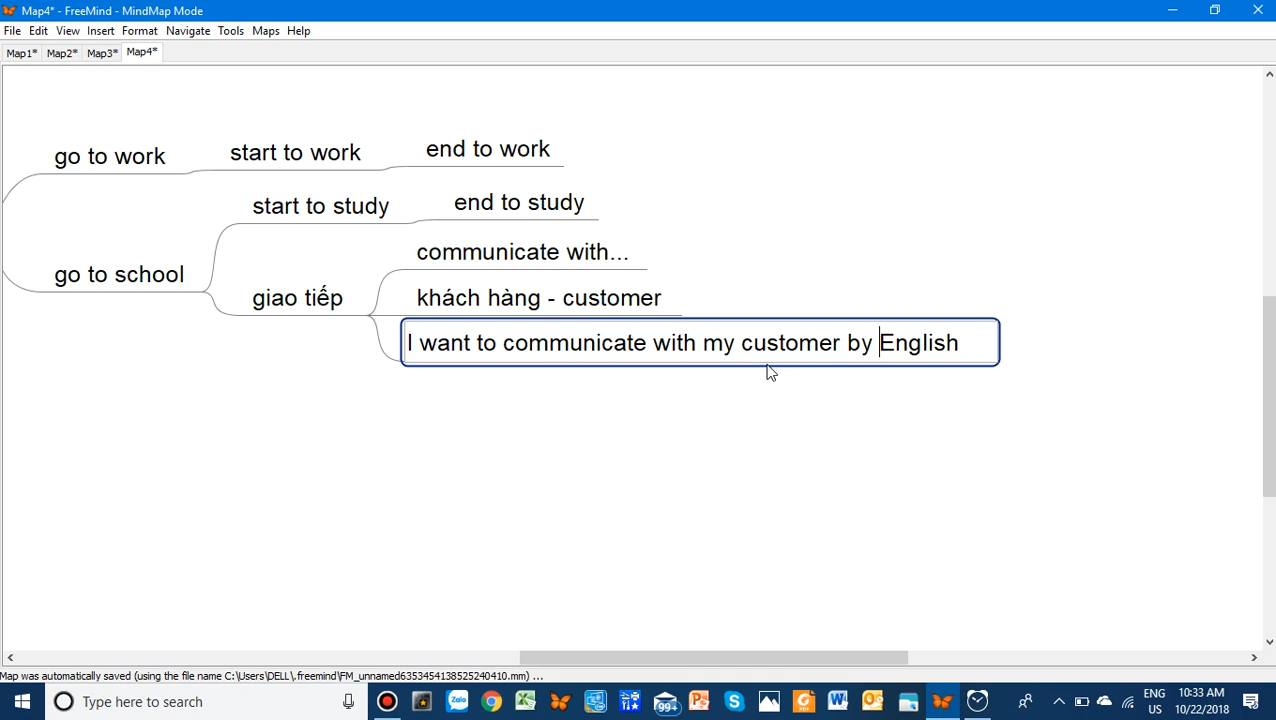 Map4* - FreeMind - MindMap Mode
File Edit View Insert Format Navigate Tools Maps Help
Map1* Map2* Map3* Map4*
go to work start to work end to work
start to study end to study
go to school
communicate with...
giao tiếp khách hàng - customer
I want to communicate with my customer by English
Map was automatically saved (using the file name C:\Users\DELL\.freemind\FM_unnamed6353454138525240410.mm) ...
Type here to search
Zalo
99+
PDF
ENG
US
10:33 AM
10/22/2018